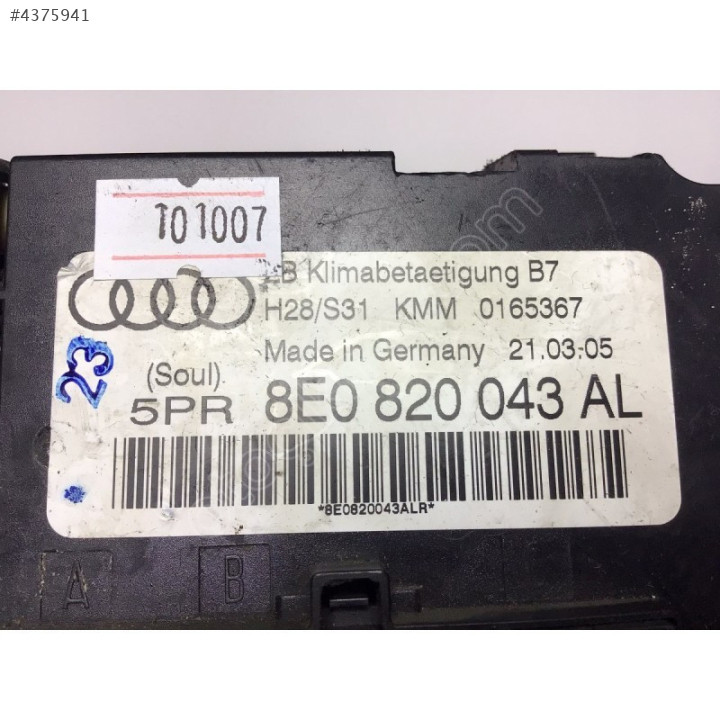 #4375941
101007
B Klimabetaetigung B7
H28/S31 KMM 0165367
Made in Germany 21.03.05
23
(Soul)
5PR 8E0 820 043 AL
*8E0820043ALR*
A B